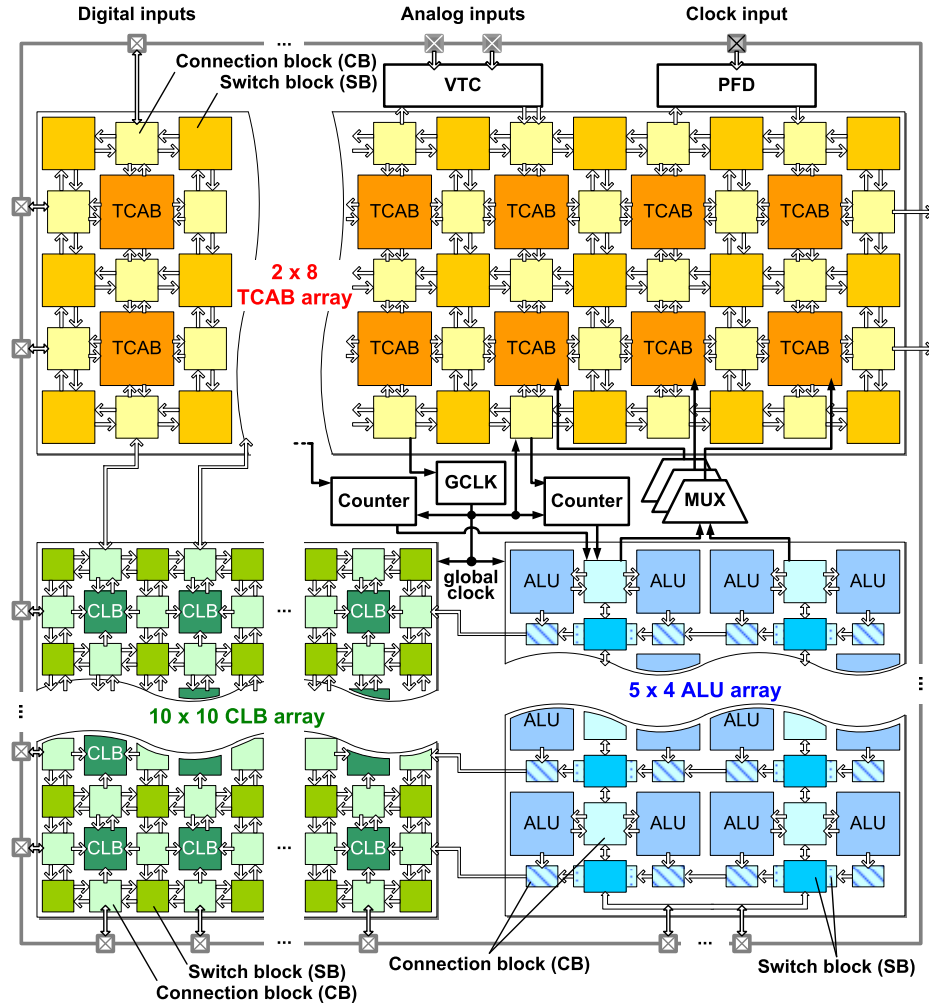 Digital inputs
...
Analog inputs
Clock input
Connection block (CB)
Switch block (SB)
VTC
PFD
TCAB
TCAB
TCAB
TCAB
TCAB
2 x 8
TCAB array
TCAB
TCAB
TCAB
TCAB
TCAB
...
Counter
GCLK
Counter
MUX
global
clock
ALU
ALU
ALU
ALU
CLB
CLB
...
CLB
...
5 x 4 ALU array
...
10 x 10 CLB array
ALU
ALU
CLB
ALU
ALU
ALU
ALU
CLB
CLB
...
CLB
...
...
Connection block (CB)
Switch block (SB)
Switch block (SB)
Connection block (CB)